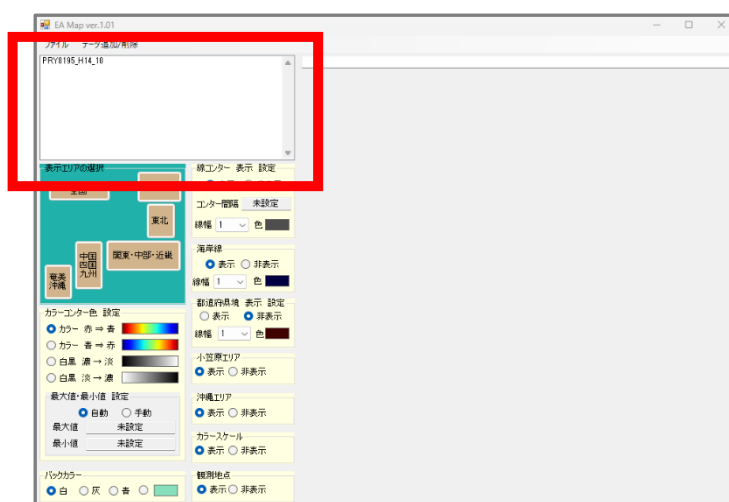 EA Map ver.1.01
ファイル データ追加/削除
PRY8195_H14_18
表示エリアの選択
全国
東北
関東・中部・近畿
中国
四国
九州
奄美
沖縄
線コンター 表示 設定
コンター間隔 未設定
線幅 1 色
海岸線
表示 非表示
線幅 1 色
都道府県境 表示 設定
表示 非表示
線幅 1 色
小笠原エリア
表示 非表示
沖縄エリア
表示 非表示
カラースケール
表示 非表示
観測地点
表示 非表示
カラーコンター色 設定
カラー 赤 ⇒ 青
カラー 青 ⇒ 赤
白黒 濃 → 淡
白黒 淡 → 濃
最大値・最小値 設定
自動 手動
最大値 未設定
最小値 未設定
バックカラー
白 灰 青